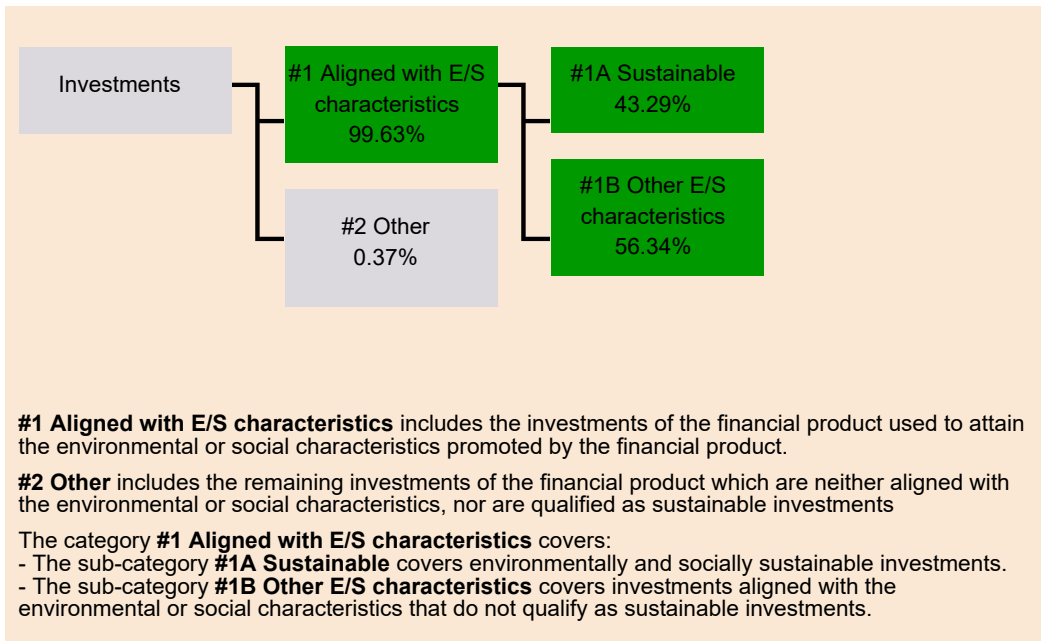 Investments
#1 Aligned with E/S
characteristics
99.63%
#1A Sustainable
43.29%
#2 Other
0.37%
#1B Other E/S
characteristics
56.34%
#1 Aligned with E/S characteristics includes the investments of the financial product used to attain
the environmental or social characteristics promoted by the financial product.
#2 Other includes the remaining investments of the financial product which are neither aligned with
the environmental or social characteristics, nor are qualified as sustainable investments
The category #1 Aligned with E/S characteristics covers:
- The sub-category #1A Sustainable covers environmentally and socially sustainable investments.
- The sub-category #1B Other E/S characteristics covers investments aligned with the
environmental or social characteristics that do not qualify as sustainable investments.